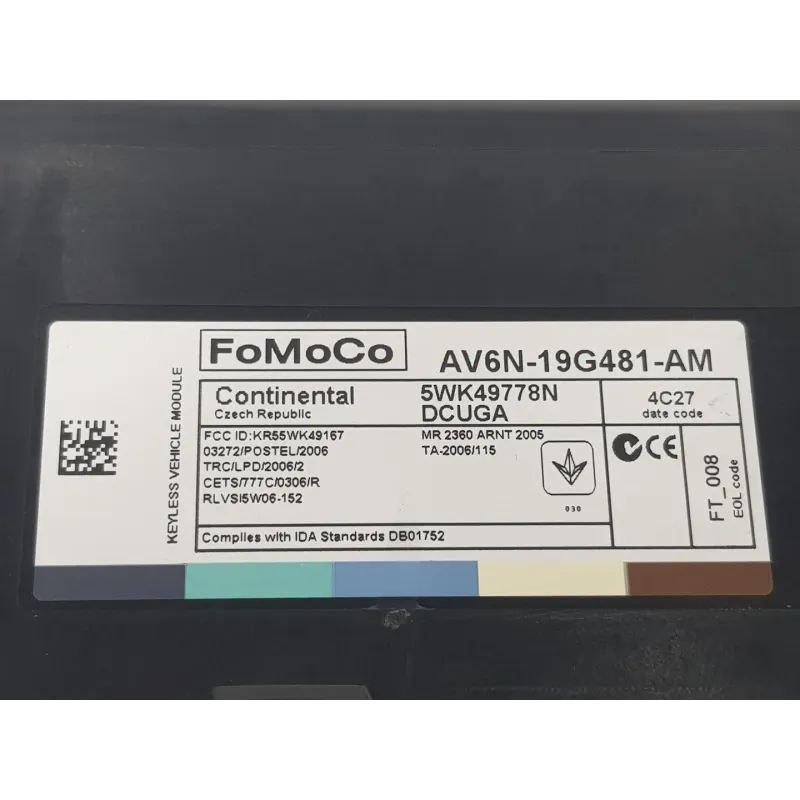 FoMoCo
AV6N-19G481-AM
KEYLESS VEHICLE MODULE
Continental
Czech Republic
5WK49778N
DCUGA
4C27
date code
FCC ID:KR55WK49167
03272/POSTEL/2006
TRC/LPD/2006/2
CETS/777C/0306/R
RLVSI5W06-152
MR 2360 ARNT 2005
TA-2006/115
030
CE
FT_008
EOL code
Complies with IDA Standards DB01752